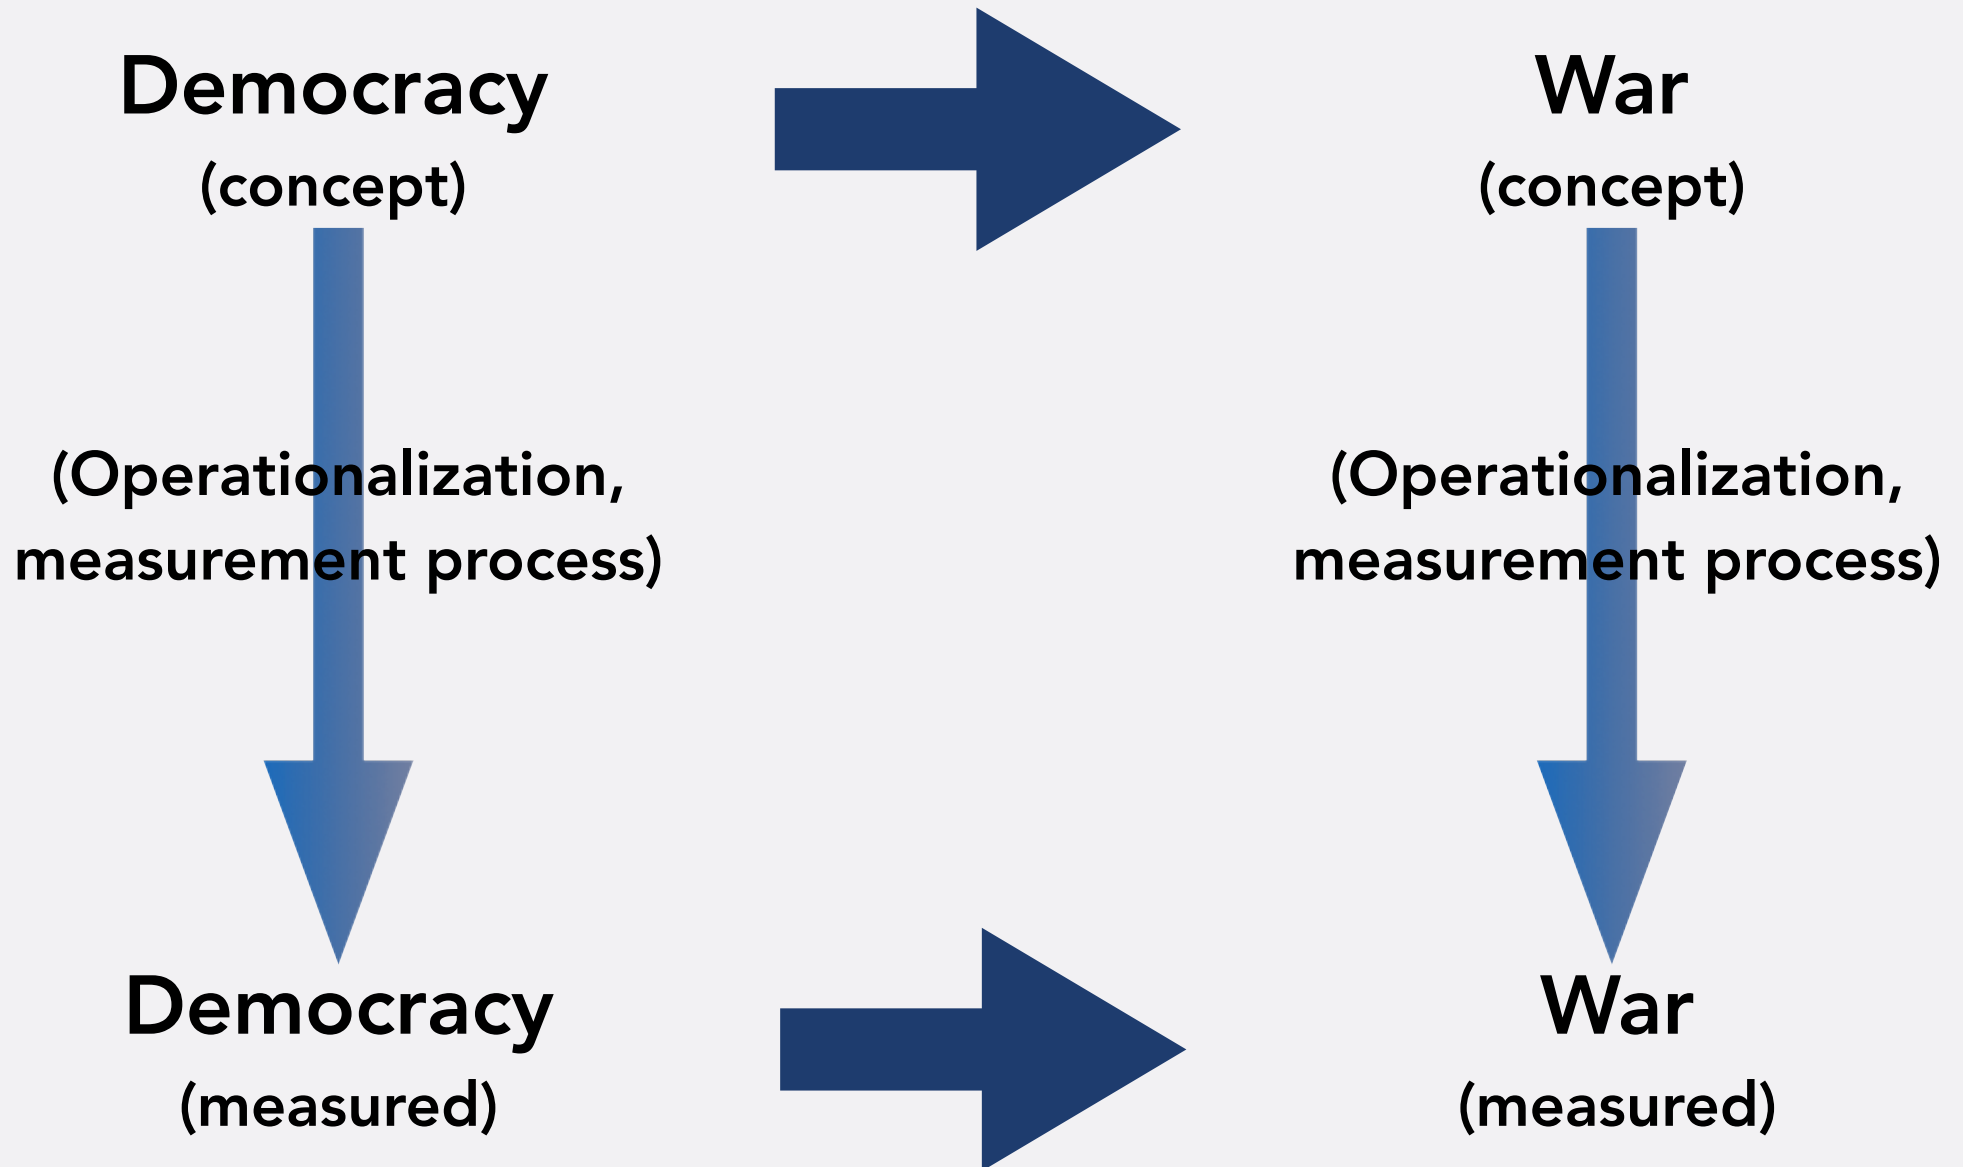 Democracy
(concept)
War
(concept)
(Operationalization,
measurement process)
(Operationalization,
measurement process)
Democracy
(measured)
War
(measured)